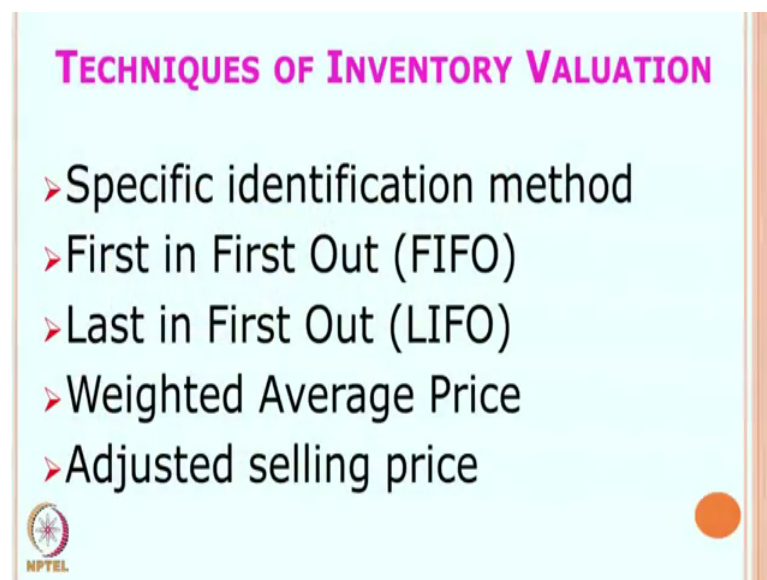 TECHNIQUES OF INVENTORY VALUATION
Specific identification method
First in First Out (FIFO)
Last in First Out (LIFO)
Weighted Average Price
Adjusted selling price
NPTEL